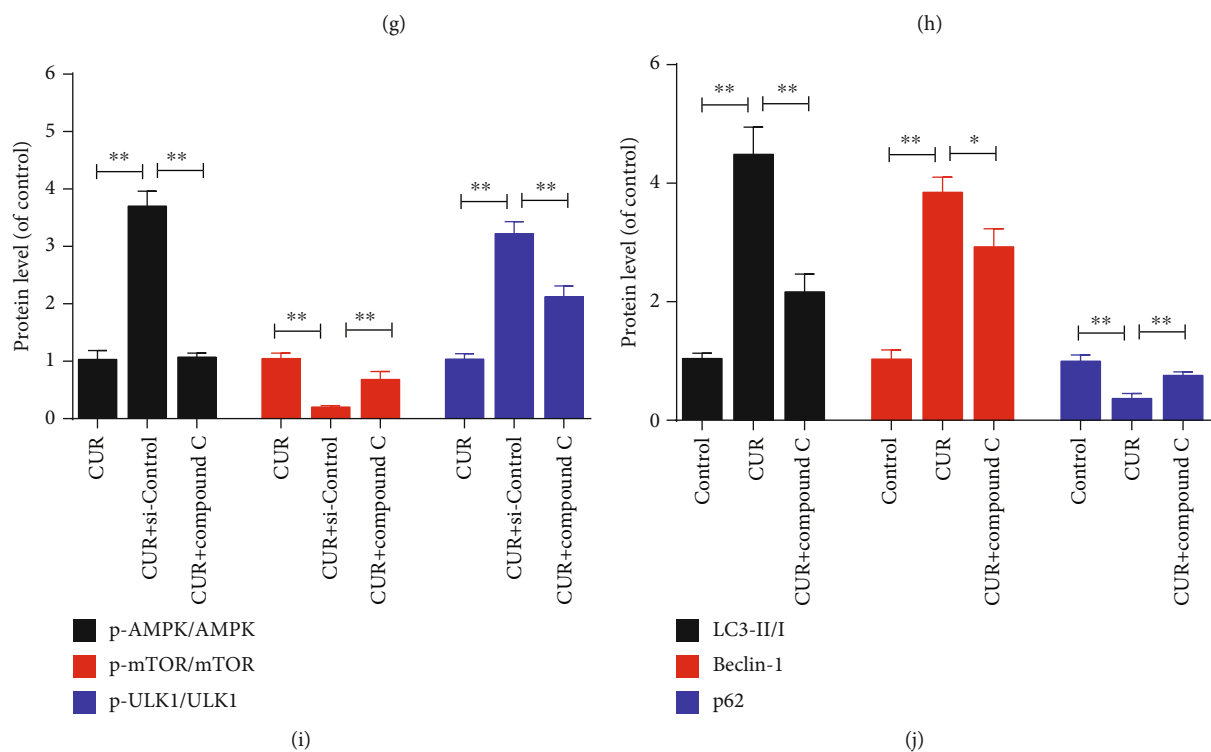 (g)
(h)
Protein level (of control)
6
5
4
3
2
1
0
** **
** **
** **
CUR
CUR+si-Control
CUR+compound C
CUR
CUR+si-Control
CUR+compound C
CUR
CUR+si-Control
CUR+compound C
p-AMPK/AMPK
p-mTOR/mTOR
p-ULK1/ULK1
(i)
Protein level (of control)
6
4
2
0
** **
** *
** **
Control
CUR
CUR+compound C
Control
CUR
CUR+compound C
Control
CUR
CUR+compound C
LC3-II/I
Beclin-1
p62
(j)